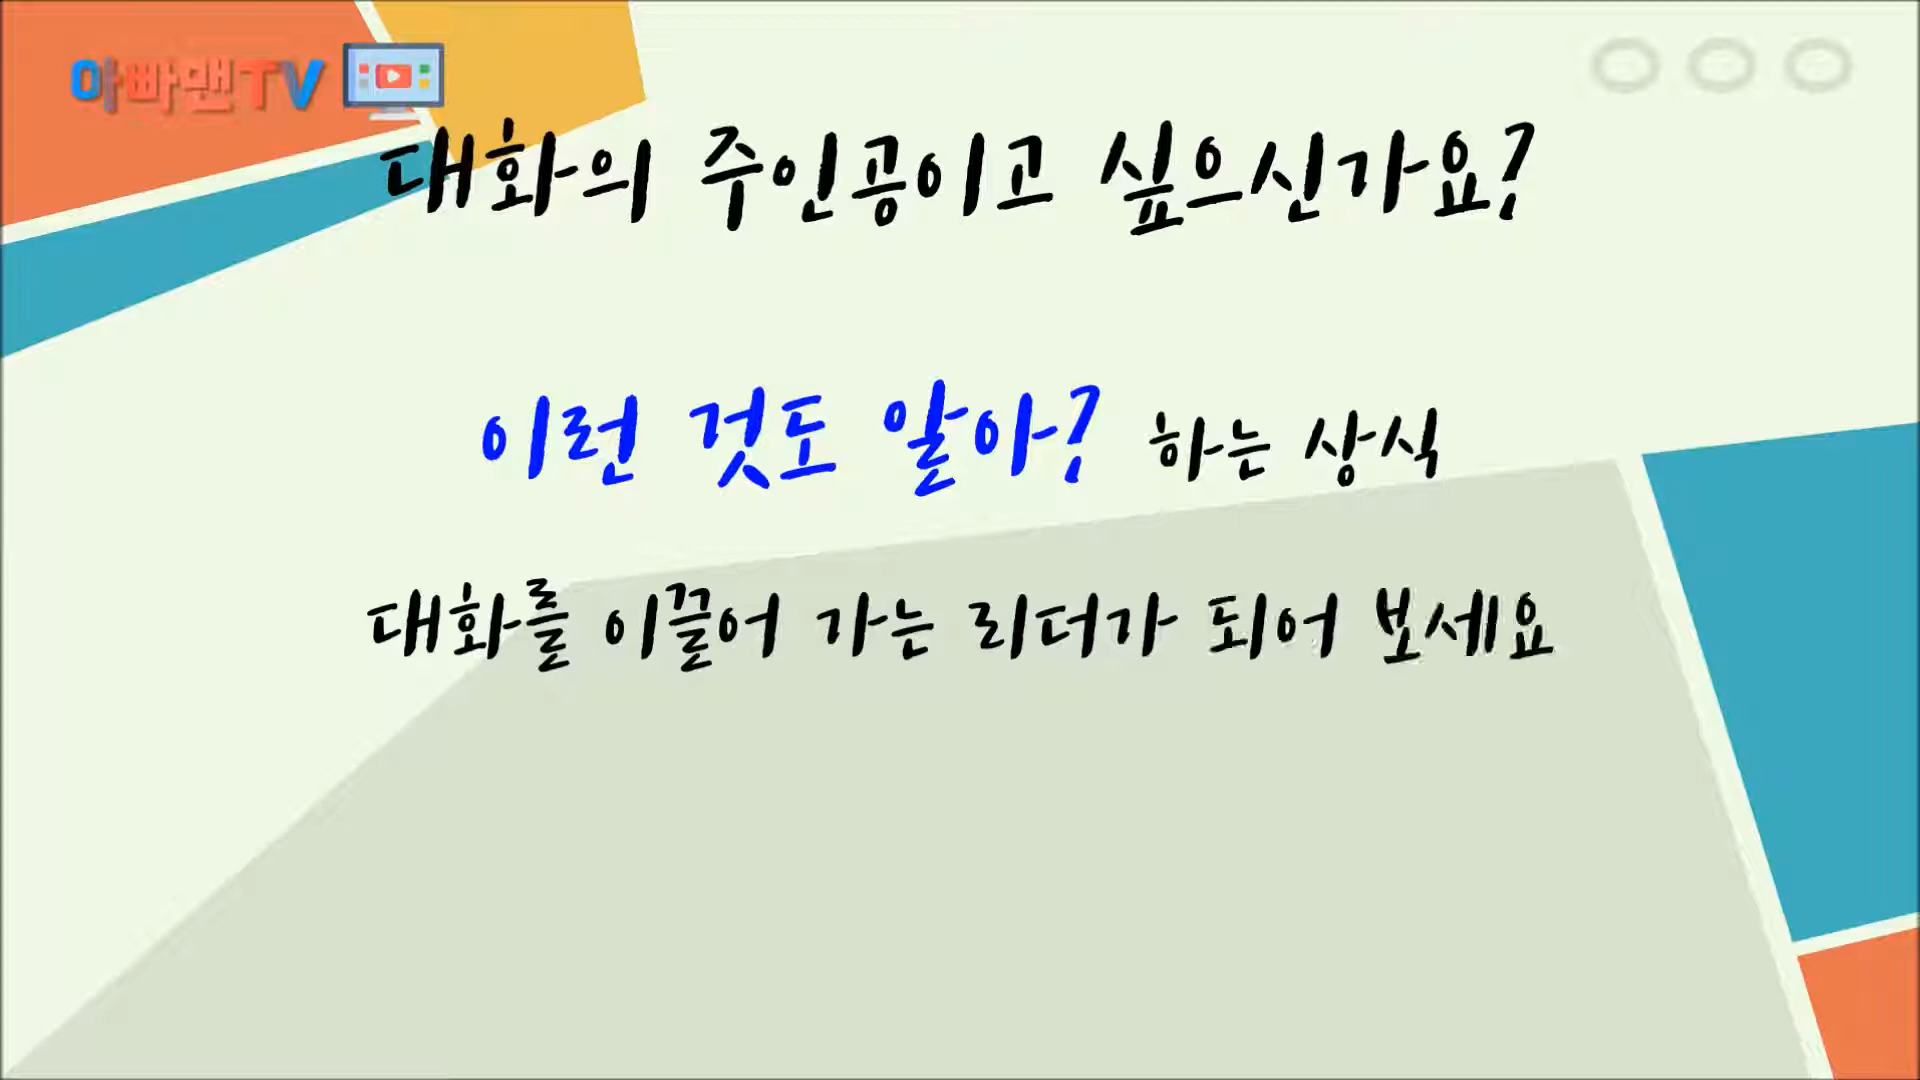 아빠맨TV
대화의 주인공이고 싶으신가요?
이런 것도 알아? 하는 상식
대화를 이끌어 가는 리더가 되어 보세요